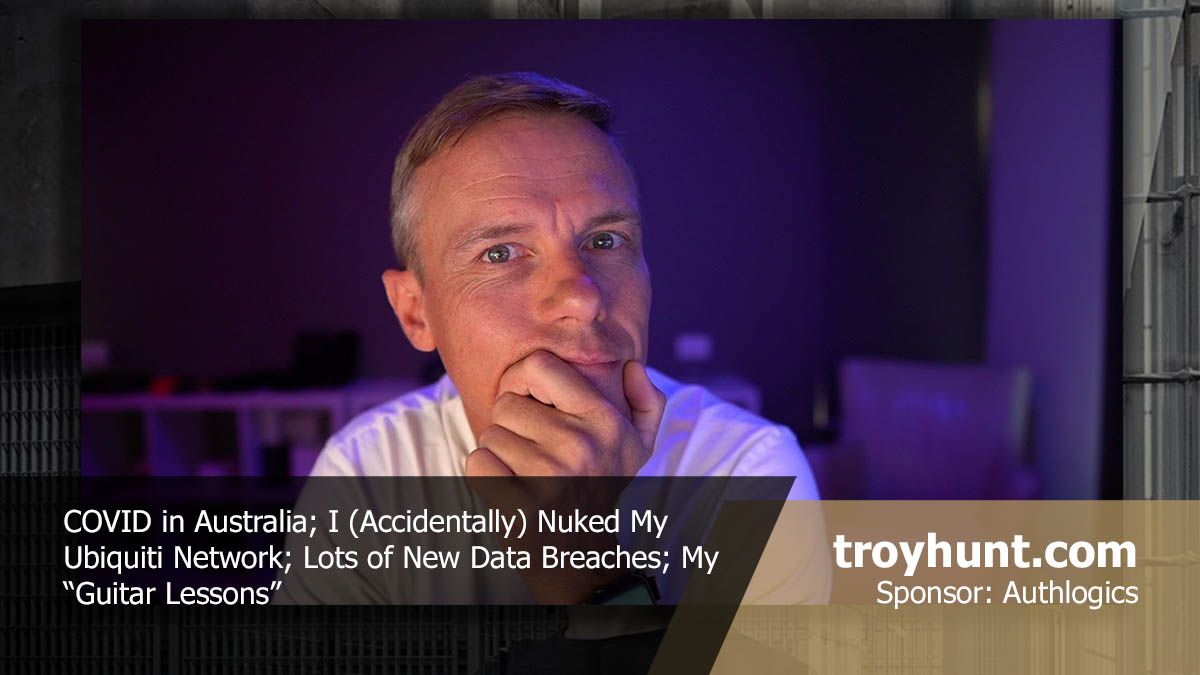 COVID in Australia; I (Accidentally) Nuked My
Ubiquiti Network; Lots of New Data Breaches; My
“Guitar Lessons”
troyhunt.com
Sponsor: Authlogics